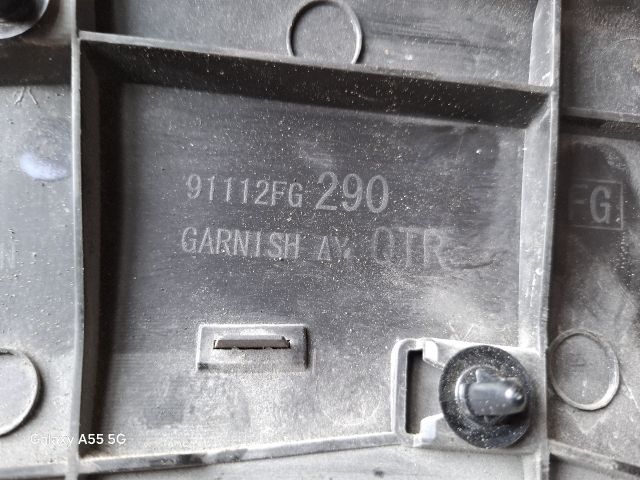 91112FG 290
GARNISH AY. QTR
FG
N
Galaxy A55 5G